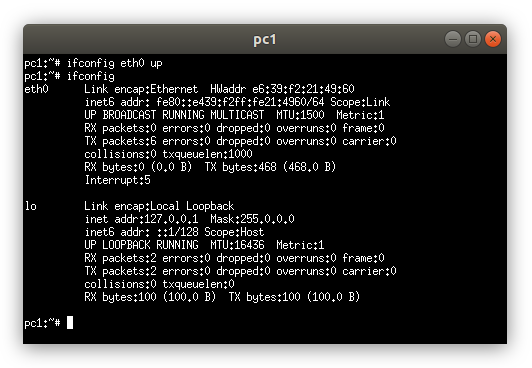 pc1
pc1:~# ifconfig eth0 up
pc1:~# ifconfig
eth0 Link encap:Ethernet HWaddr e6:39:f2:21:49:60
inet6 addr: fe80::e439:f2ff:fe21:4960/64 Scope:Link
UP BROADCAST RUNNING MULTICAST MTU:1500 Metric:1
RX packets:0 errors:0 dropped:0 overruns:0 frame:0
TX packets:6 errors:0 dropped:0 overruns:0 carrier:0
collisions:0 txqueuelen:1000
RX bytes:0 (0.0 B) TX bytes:468 (468.0 B)
Interrupt:5
lo Link encap:Local Loopback
inet addr:127.0.0.1 Mask:255.0.0.0
inet6 addr: ::1/128 Scope:Host
UP LOOPBACK RUNNING MTU:16436 Metric:1
RX packets:2 errors:0 dropped:0 overruns:0 frame:0
TX packets:2 errors:0 dropped:0 overruns:0 carrier:0
collisions:0 txqueuelen:0
RX bytes:100 (100.0 B) TX bytes:100 (100.0 B)
pc1:~#